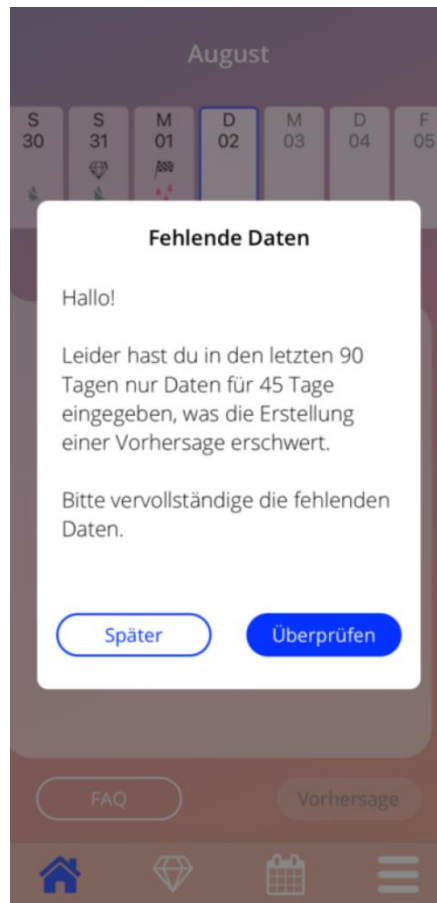 August
S S M D M D F
30 31 01 02 03 04 05
Fehlende Daten
Hallo!
Leider hast du in den letzten 90
Tagen nur Daten für 45 Tage
eingegeben, was die Erstellung
einer Vorhersage erschwert.
Bitte vervollständige die fehlenden
Daten.
Später Überprüfen
FAQ Vorhersage